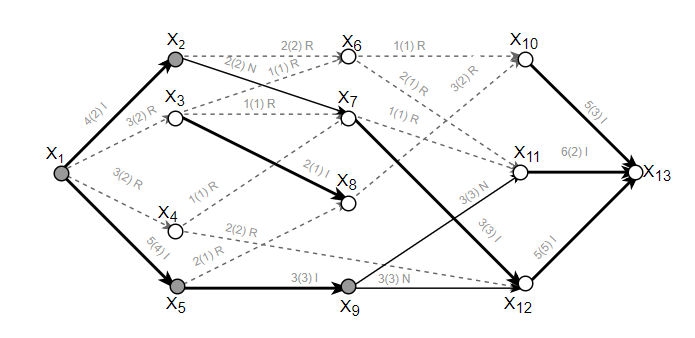 X2
X6
X10
2(2) R
1(1) R
2(2) N
1(1) R
2(1) R
3(2) R
4(2) I
X3
3(2) R
1(1) R
X7
1(1) R
5(3) I
X1
X11
6(2) I
X13
3(2) R
2(1) I
X8
1(1) R
3(3) N
X4
2(2) R
3(3) I
5(4) I
2(1) R
5(5) I
3(3) I
3(3) N
X5
X9
X12